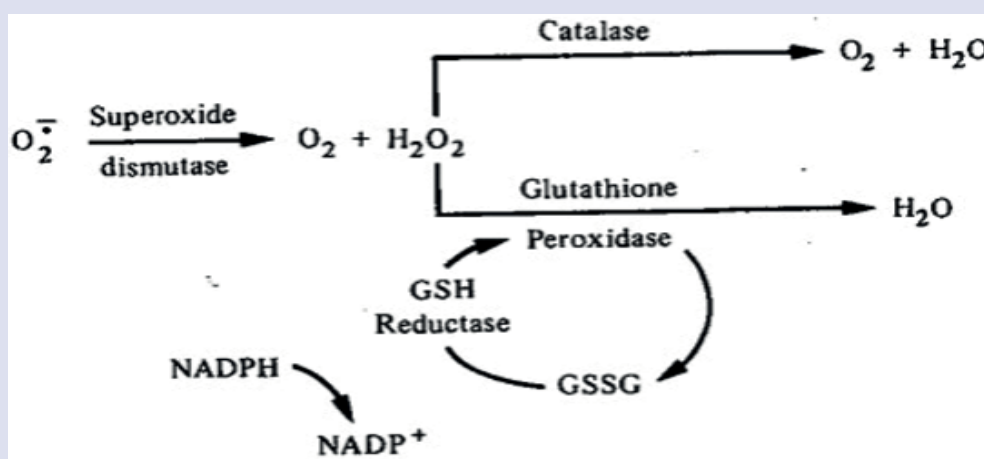 Catalase
O₂ + H₂O
O₂⨪ Superoxide dismutase O₂ + H₂O₂
Glutathione Peroxidase
H₂O
GSH
Reductase
NADPH
GSSG
NADP⁺